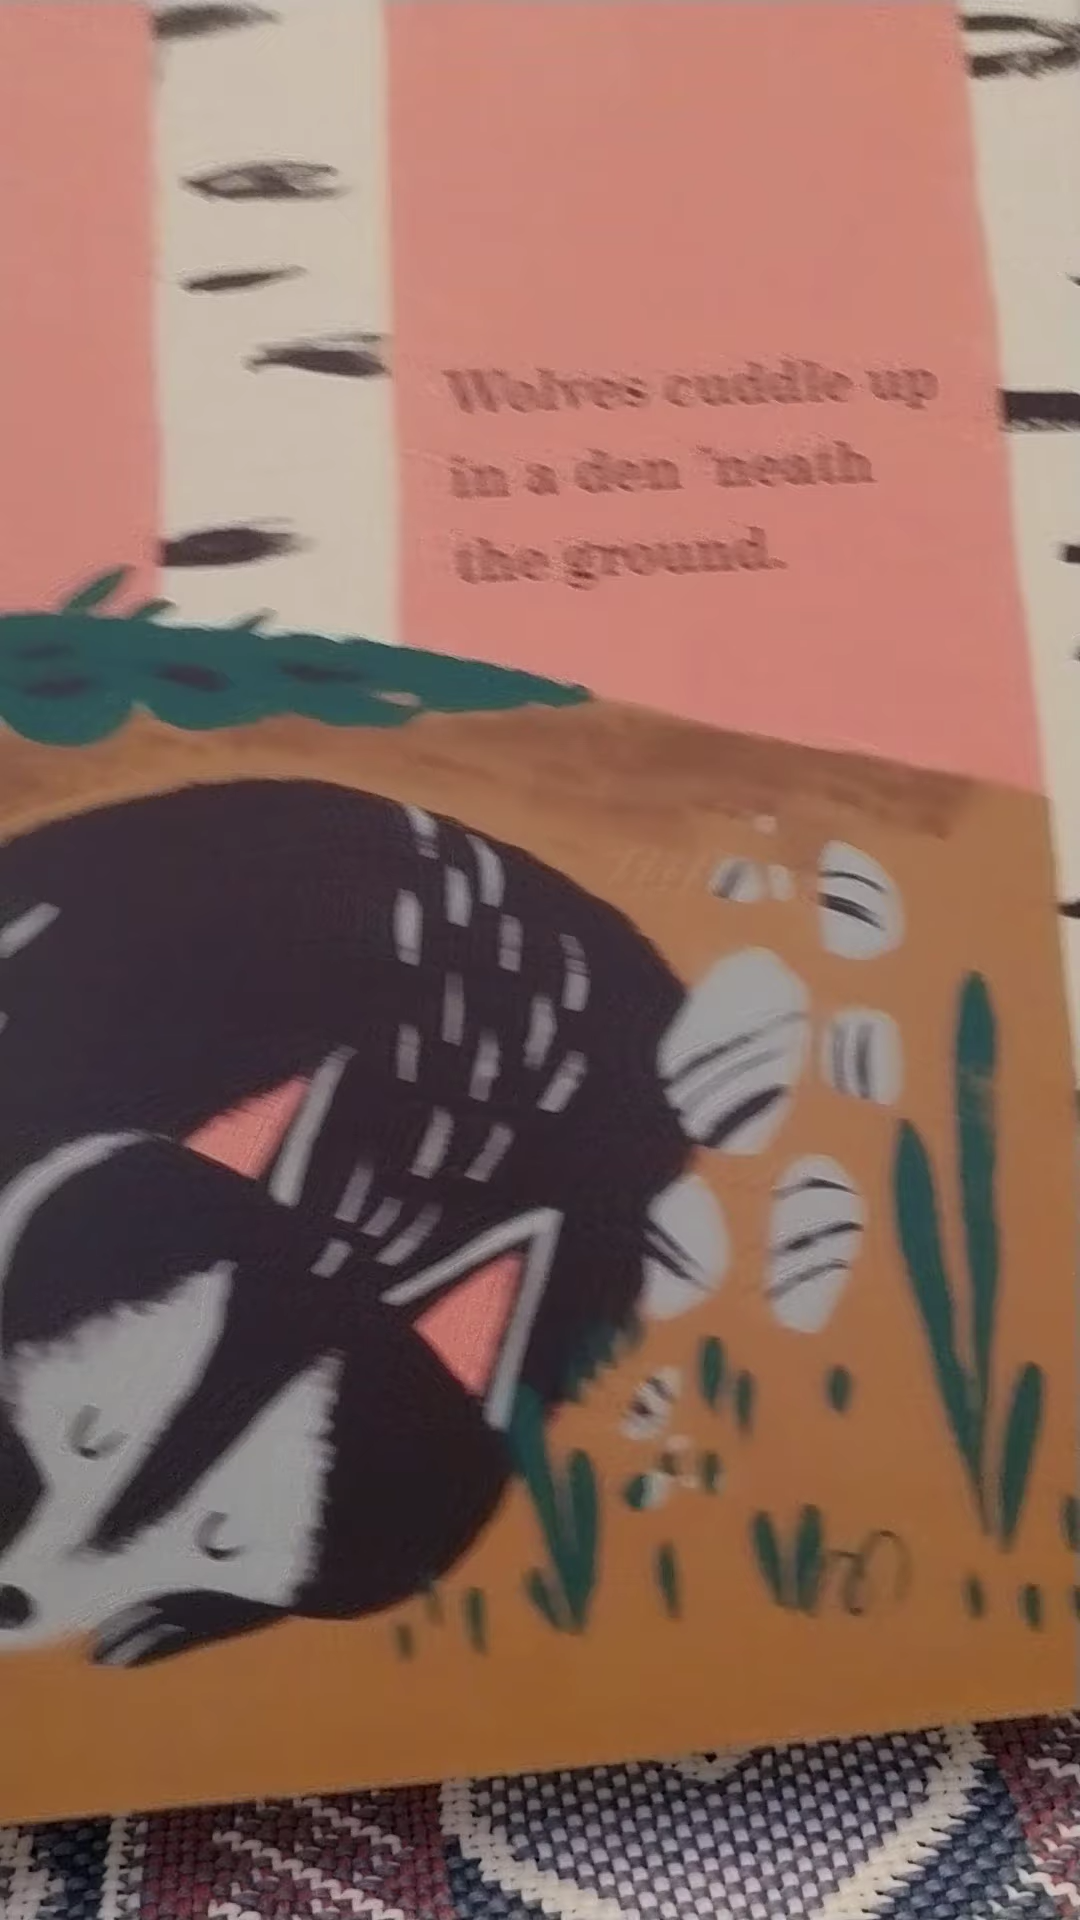 Wolves cuddle up
in a den 'neath
the ground.